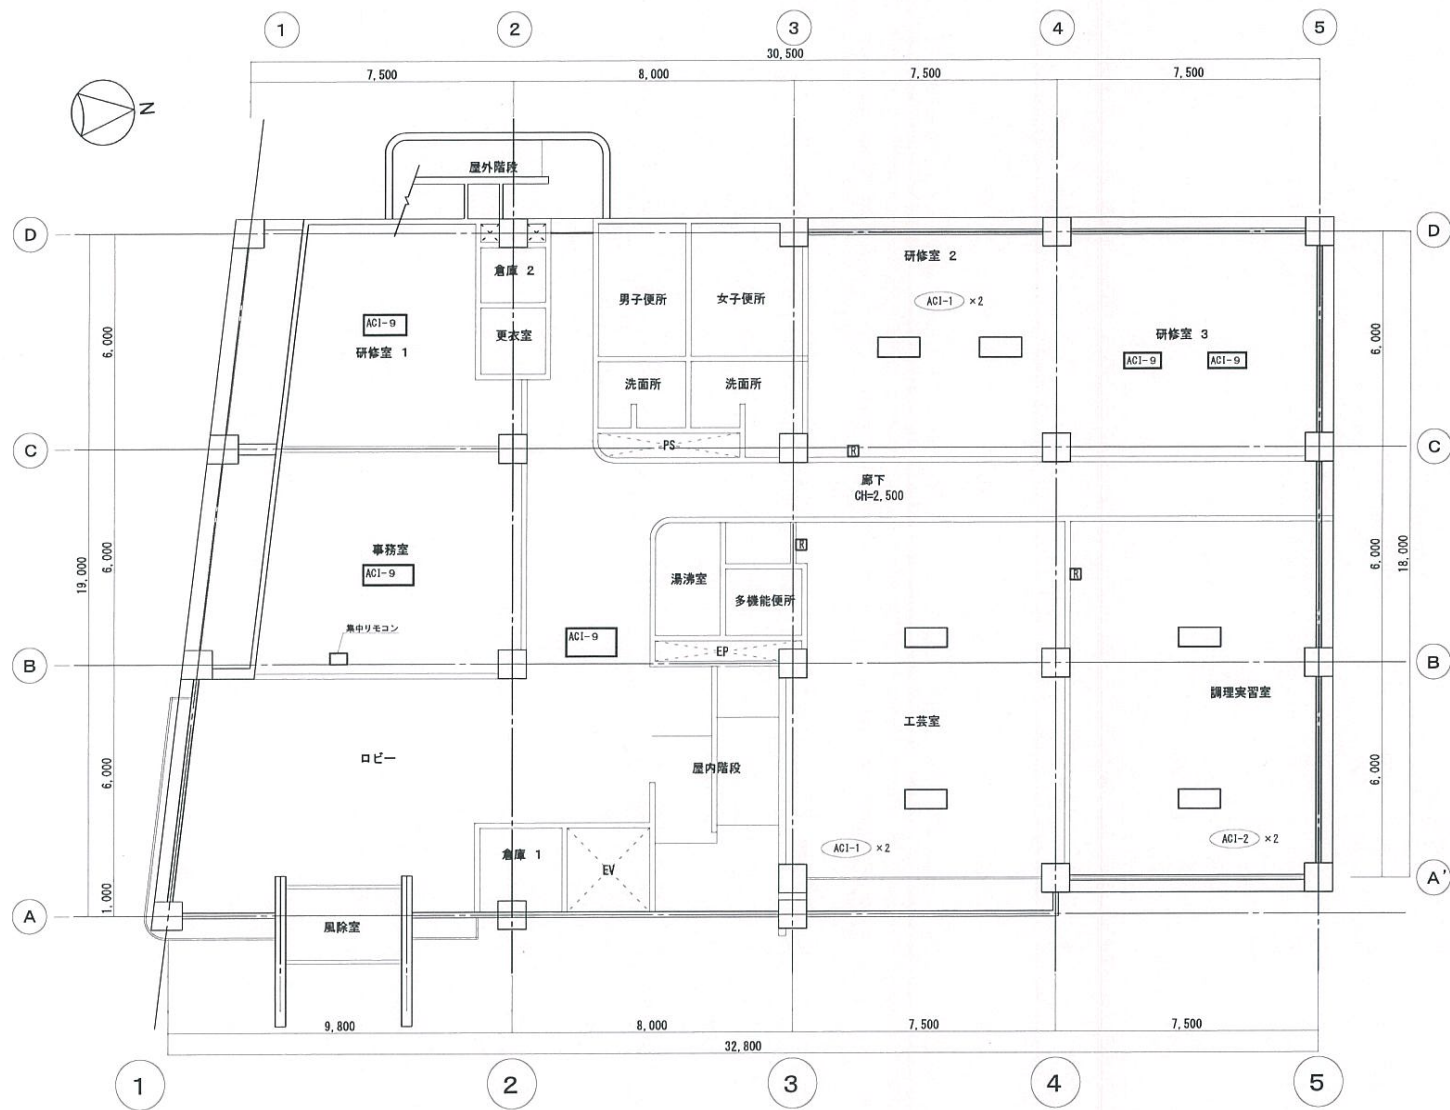 1
2
3
4
5
30,500
7,500
8,000
7,500
7,500
N
屋外階段
D
D
倉庫 2
男子便所
女子便所
研修室 2
ACI-1 ×2
ACI-9
研修室 1
更衣室
研修室 3
ACI-9
ACI-9
6,000
6,000
洗面所
洗面所
C
PS
R
C
廊下
CH=2,500
事務室
ACI-9
R
湯沸室
R
多機能便所
19,000
6,000
6,000
18,000
集中リモコン
ACI-9
EP
B
B
調理実習室
工芸室
ロビー
屋内階段
6,000
6,000
倉庫 1
EV
ACI-1 ×2
ACI-2 ×2
1,000
A'
A
風除室
9,800
8,000
7,500
7,500
32,800
1
2
3
4
5